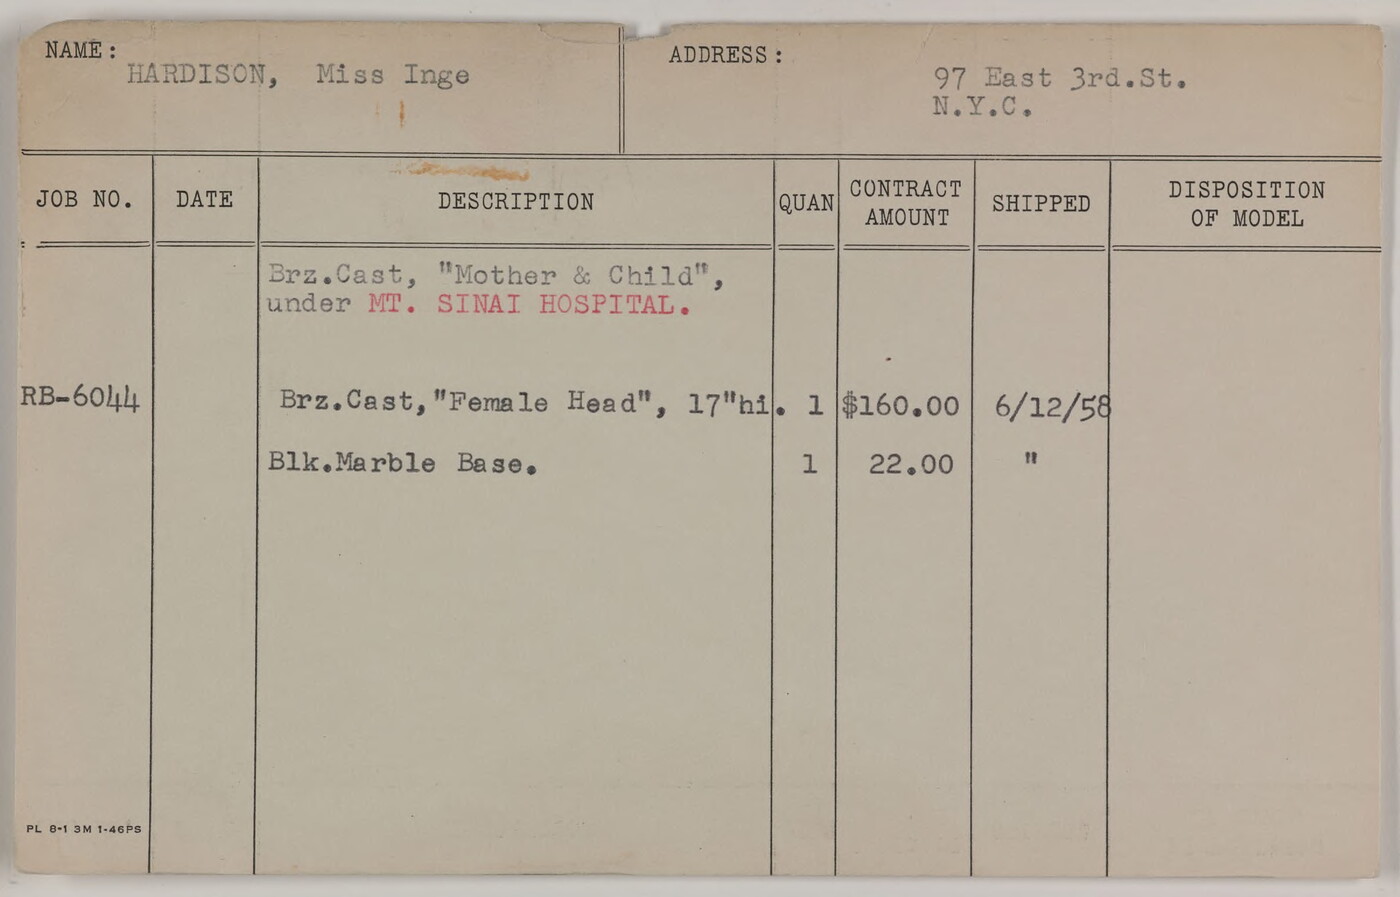 NAME: HARDISON, Miss Inge
ADDRESS: 97 East 3rd.St.
N.Y.C.
JOB NO. DATE DESCRIPTION QUAN CONTRACT AMOUNT SHIPPED DISPOSITION OF MODEL
Brz.Cast, "Mother & Child",
under MT. SINAI HOSPITAL.
RB-6044 Brz.Cast,"Female Head", 17"hi. 1 $160.00 6/12/58
Blk.Marble Base. 1 22.00 "
PL 8-1 3M 1-46PS